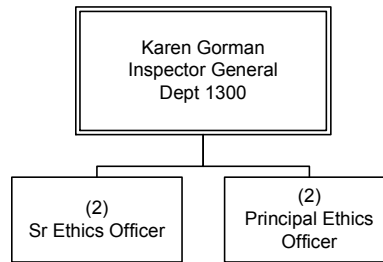 Karen Gorman
Inspector General
Dept 1300
(2)
Sr Ethics Officer
(2)
Principal Ethics
Officer